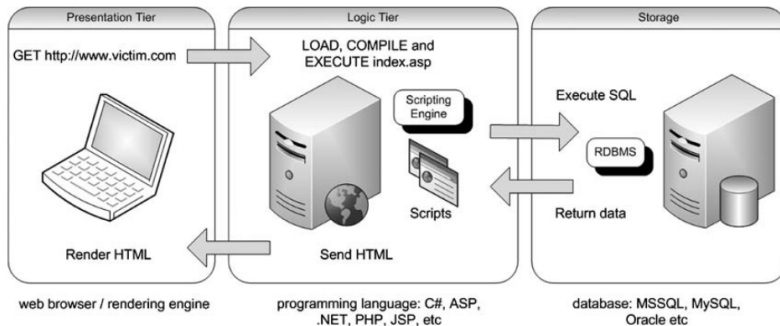 Presentation Tier
GET http://www.victim.com
Render HTML
web browser / rendering engine
Logic Tier
LOAD, COMPILE and
EXECUTE index.asp
Scripting
Engine
Scripts
Send HTML
programming language: C#, ASP,
.NET, PHP, JSP, etc
Storage
Execute SQL
RDBMS
Return data
database: MSSQL, MySQL,
Oracle etc